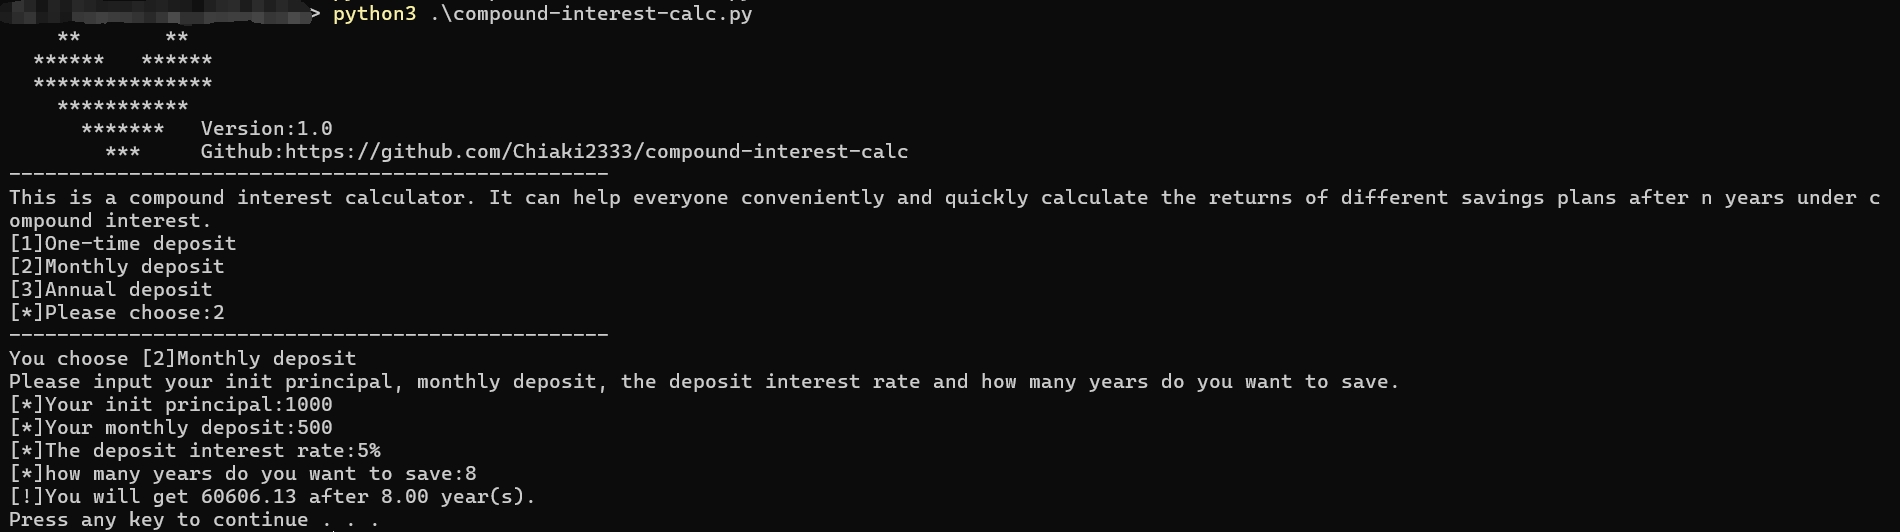 > python3 .\compound-interest-calc.py
    **       **
  ******   ******
  ***************
    ***********
      *******   Version:1.0
        ***     Github:https://github.com/Chiaki2333/compound-interest-calc
--------------------------------------------------
This is a compound interest calculator. It can help everyone conveniently and quickly calculate the returns of different savings plans after n years under c
ompound interest.
[1]One-time deposit
[2]Monthly deposit
[3]Annual deposit
[*]Please choose:2
--------------------------------------------------
You choose [2]Monthly deposit
Please input your init principal, monthly deposit, the deposit interest rate and how many years do you want to save.
[*]Your init principal:1000
[*]Your monthly deposit:500
[*]The deposit interest rate:5%
[*]how many years do you want to save:8
[!]You will get 60606.13 after 8.00 year(s).
Press any key to continue . . .